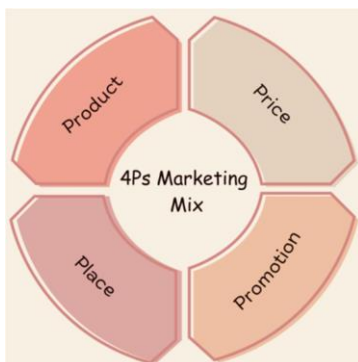 Product
Price
4Ps Marketing
Mix
Place
Promotion